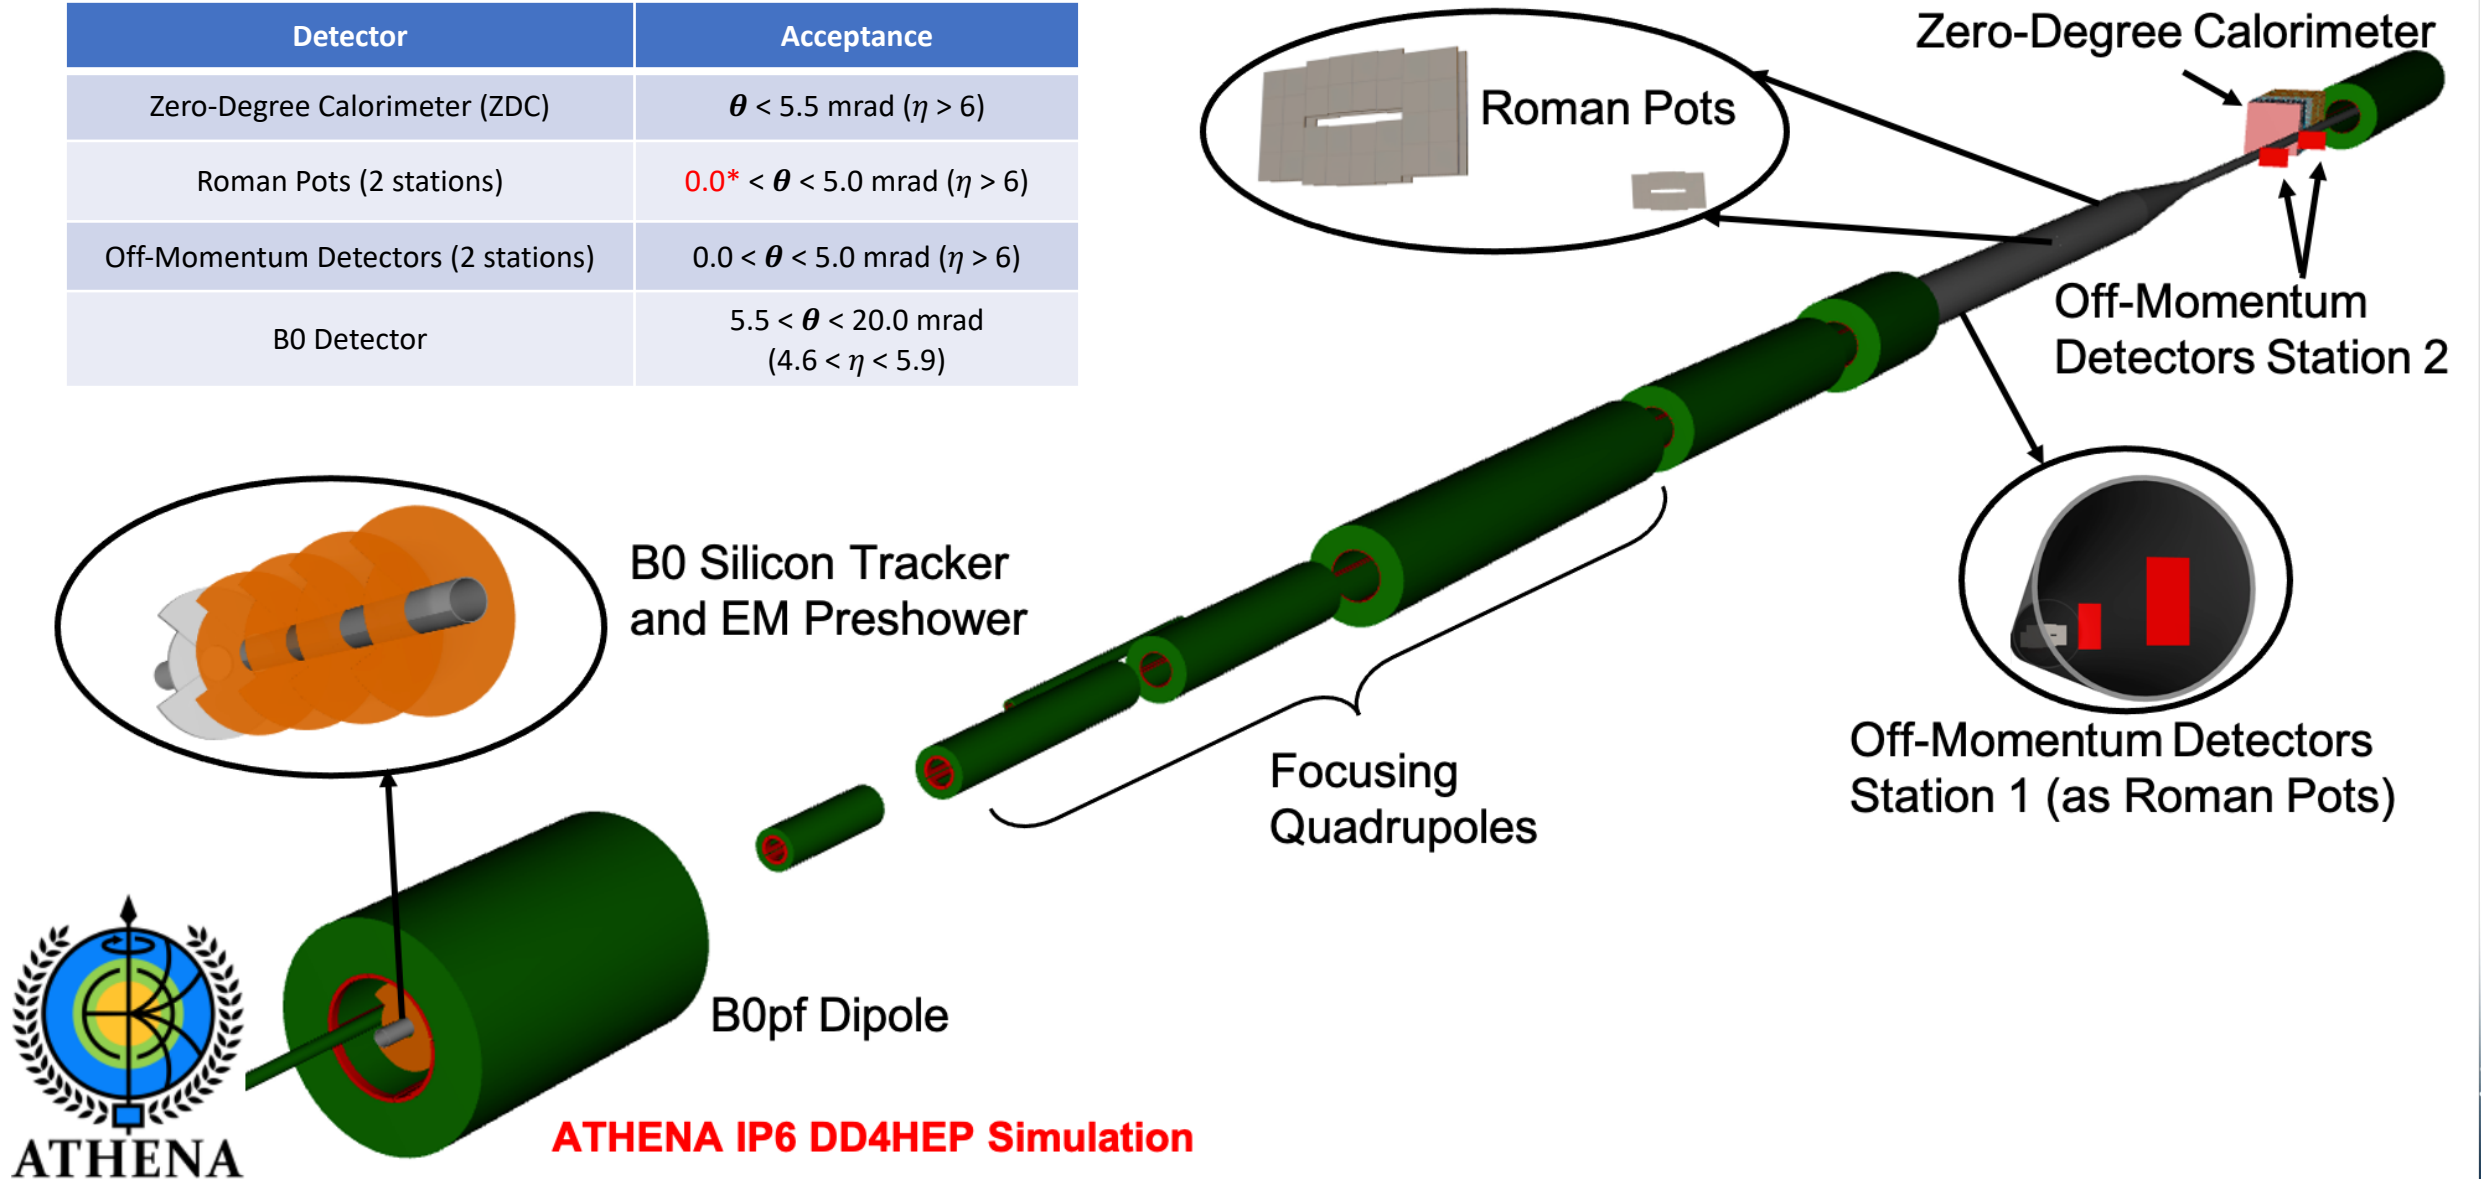 Detector Acceptance
Zero-Degree Calorimeter (ZDC) 𝜽 < 5.5 mrad (𝜂 > 6)
Roman Pots (2 stations) 0.0* < 𝜽 < 5.0 mrad (𝜂 > 6)
Off-Momentum Detectors (2 stations) 0.0 < 𝜽 < 5.0 mrad (𝜂 > 6)
B0 Detector 5.5 < 𝜽 < 20.0 mrad
(4.6 < 𝜂 < 5.9)
Roman Pots
Zero-Degree Calorimeter
Off-Momentum
Detectors Station 2
B0 Silicon Tracker
and EM Preshower
Focusing
Quadrupoles
Off-Momentum Detectors
Station 1 (as Roman Pots)
B0pf Dipole
ATHENA
ATHENA IP6 DD4HEP Simulation